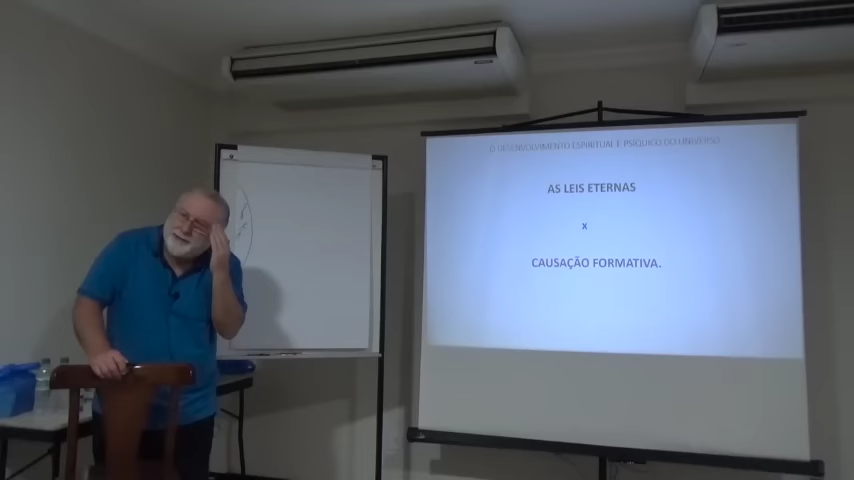 O DESENVOLVIMENTO ESPIRITUAL E PSÍQUICO DO UNIVERSO
AS LEIS ETERNAS
x
CAUSAÇÃO FORMATIVA.